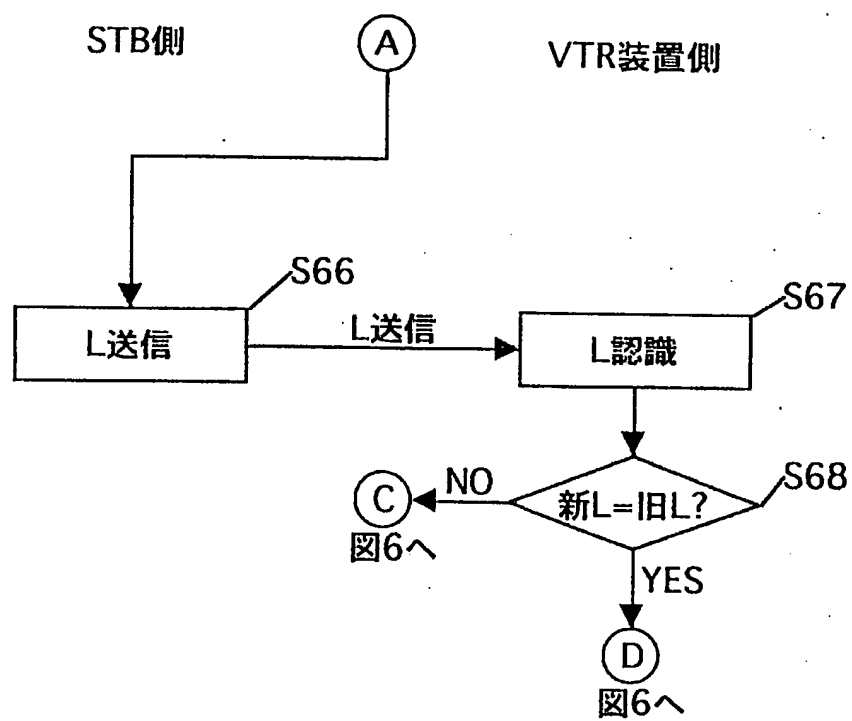 STB側
A
VTR装置側
S66
L送信
L送信
S67
L認識
S68
新L=旧L?
NO
C
図6へ
YES
D
図6へ